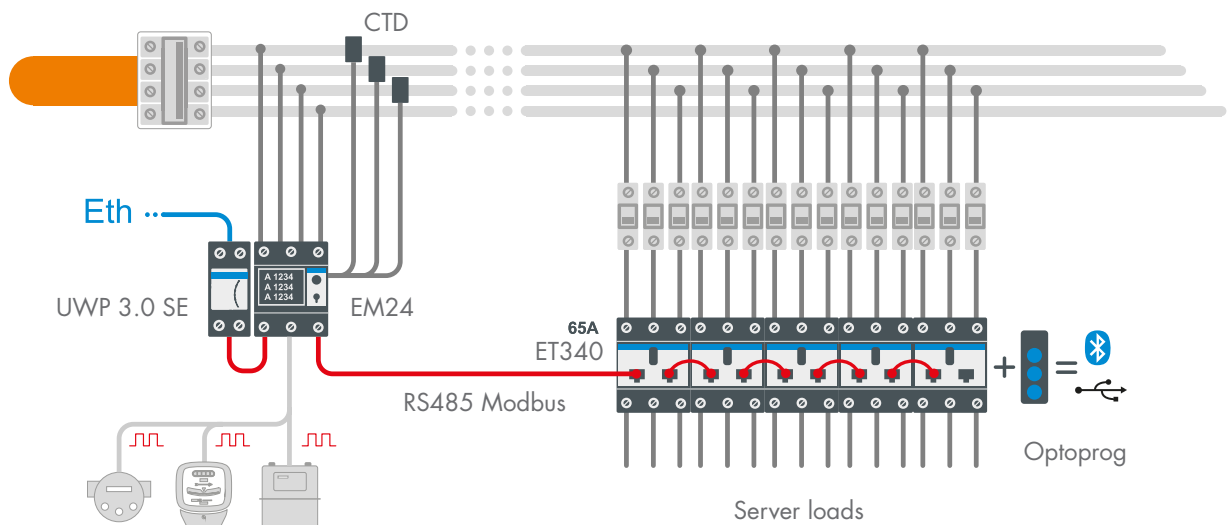 CTD
Eth
UWP 3.0 SE
A 1234
A 1234
A 1234
EM24
65A
ET340
RS485 Modbus
Optoprog
Server loads